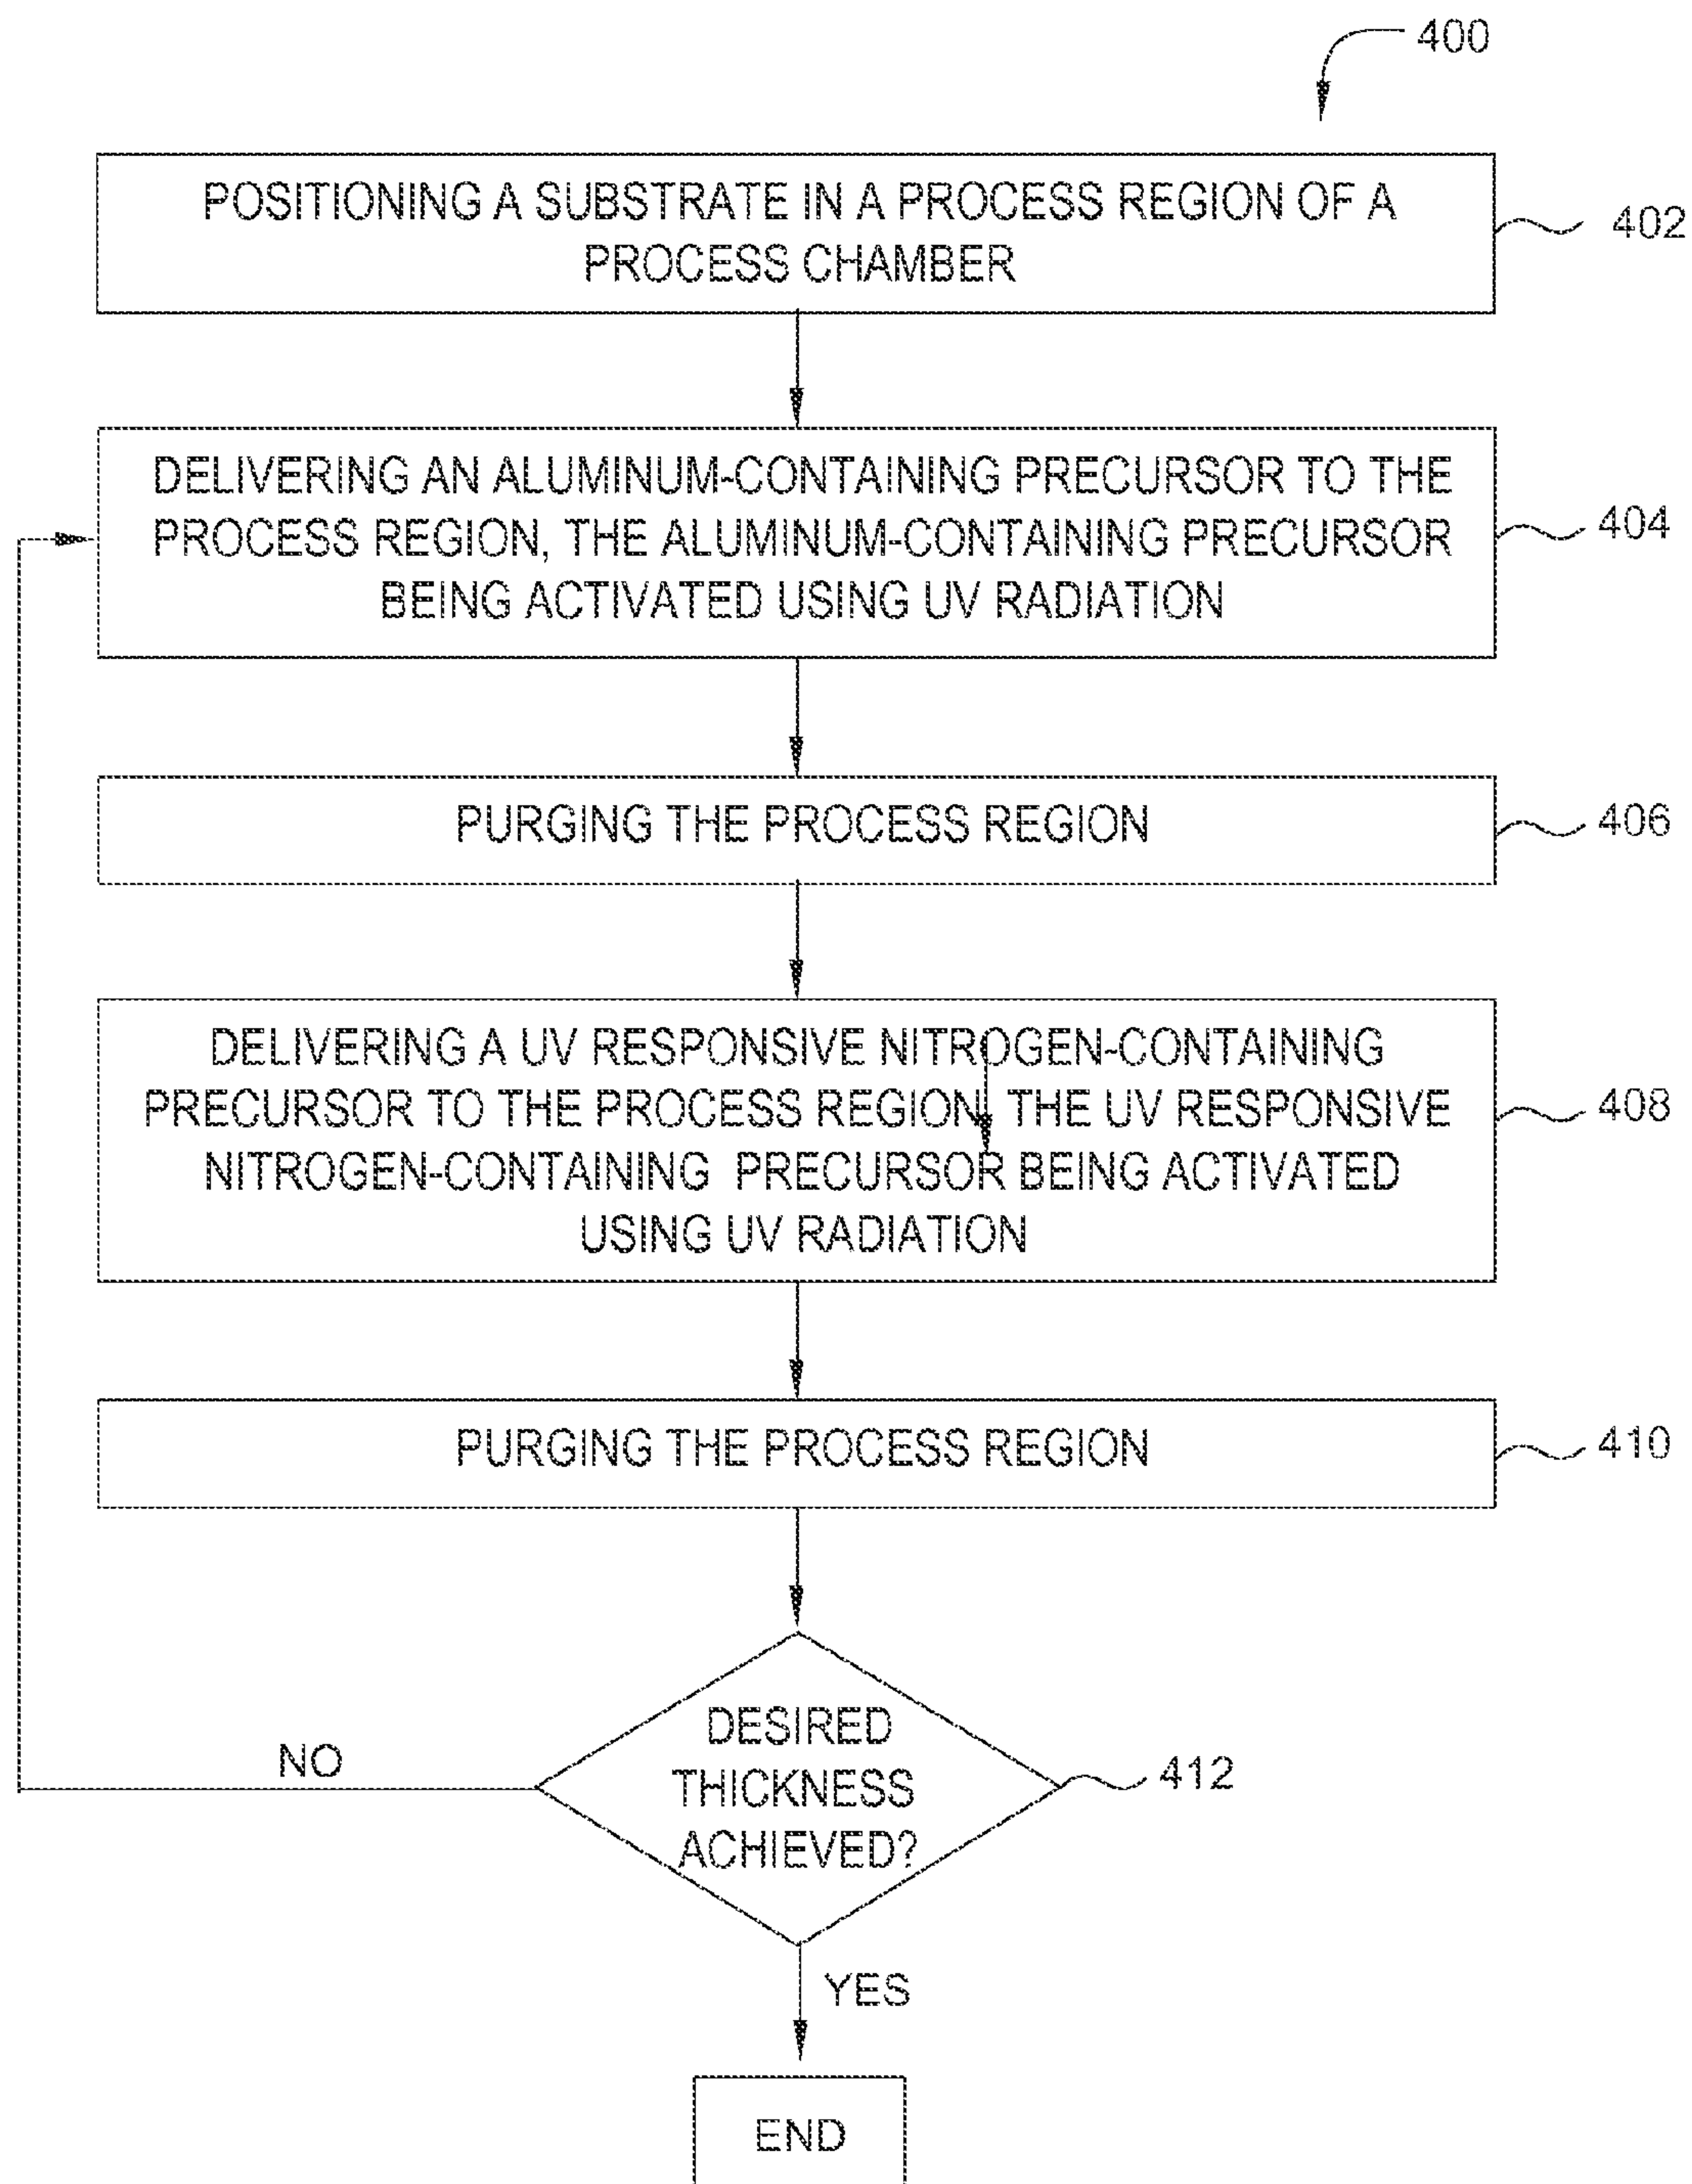 400
POSITIONING A SUBSTRATE IN A PROCESS REGION OF A
PROCESS CHAMBER
402
DELIVERING AN ALUMINUM-CONTAINING PRECURSOR TO THE
PROCESS REGION, THE ALUMINUM-CONTAINING PRECURSOR
BEING ACTIVATED USING UV RADIATION
404
PURGING THE PROCESS REGION
406
DELIVERING A UV RESPONSIVE NITROGEN-CONTAINING
PRECURSOR TO THE PROCESS REGION, THE UV RESPONSIVE
NITROGEN-CONTAINING PRECURSOR BEING ACTIVATED
USING UV RADIATION
408
PURGING THE PROCESS REGION
410
DESIRED
THICKNESS
ACHIEVED?
412
NO
YES
END